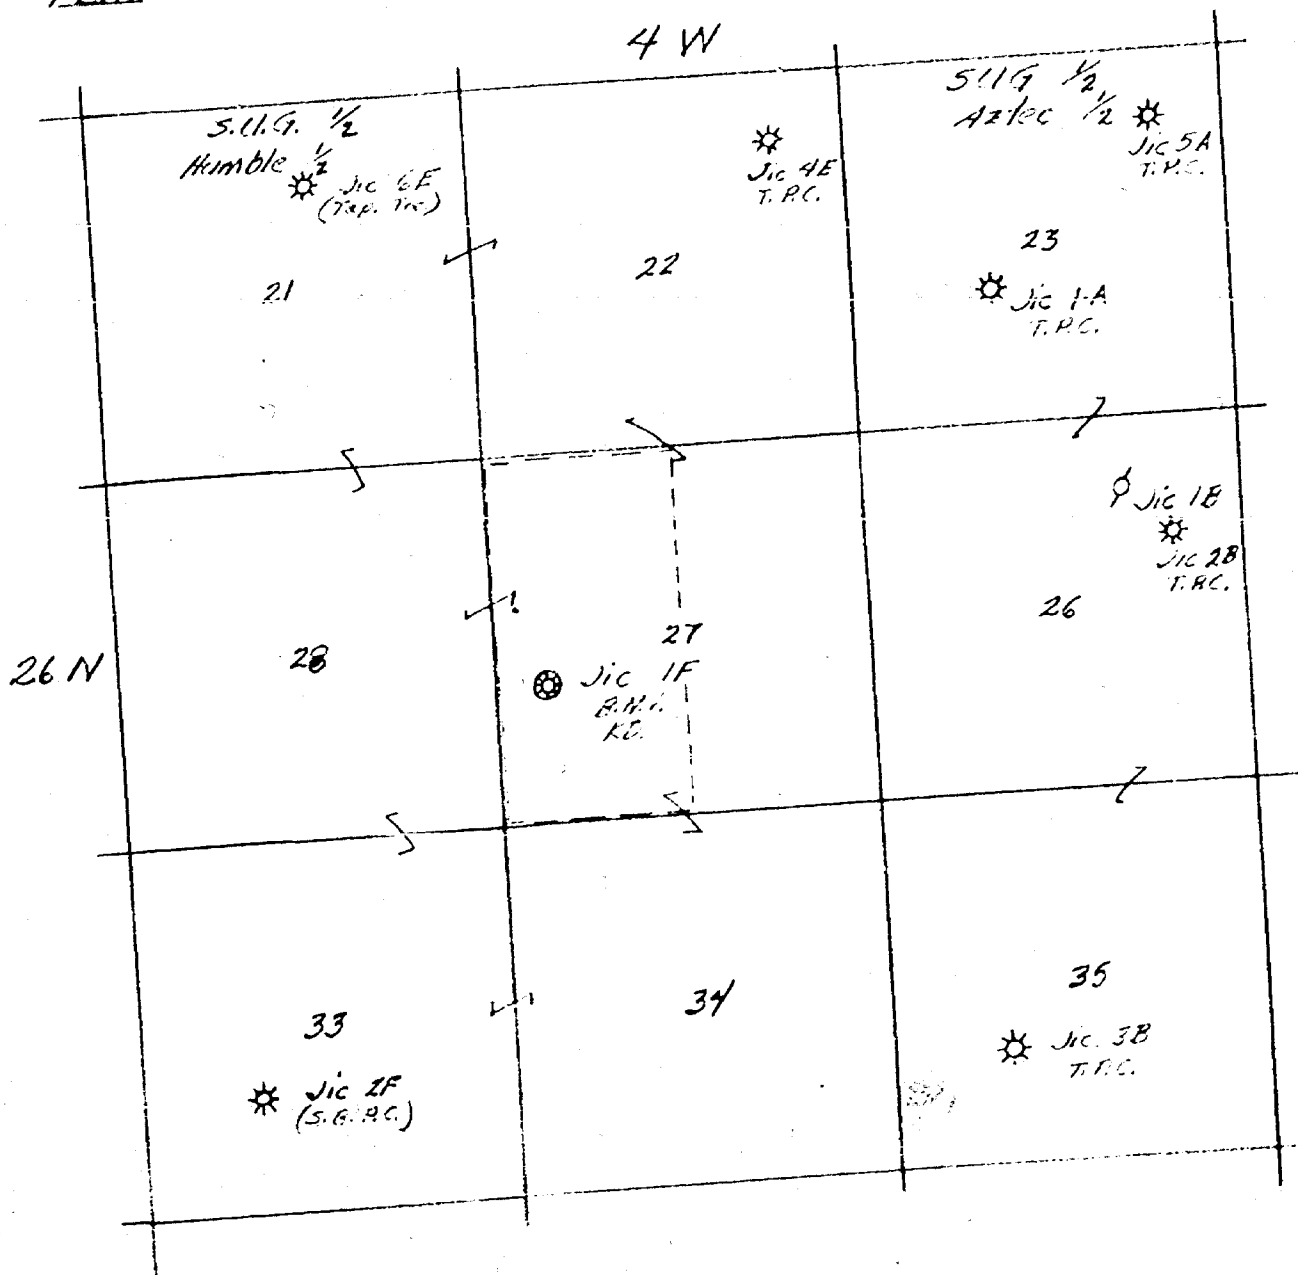 4 W
S.U.G. 1/2
Humble 1/2
Jic 6E
Jic 4E
T.P.C.
SUG 1/2
Aztec 1/2
Jic 5A
T.P.C.
21
22
23
Jic 1-A
T.P.C.
Jic 1B
Jic 2B
T.P.C.
26 N
28
27
26
Jic 1F
KD.
33
34
35
Jic 2F
Jic 3B
T.P.C.